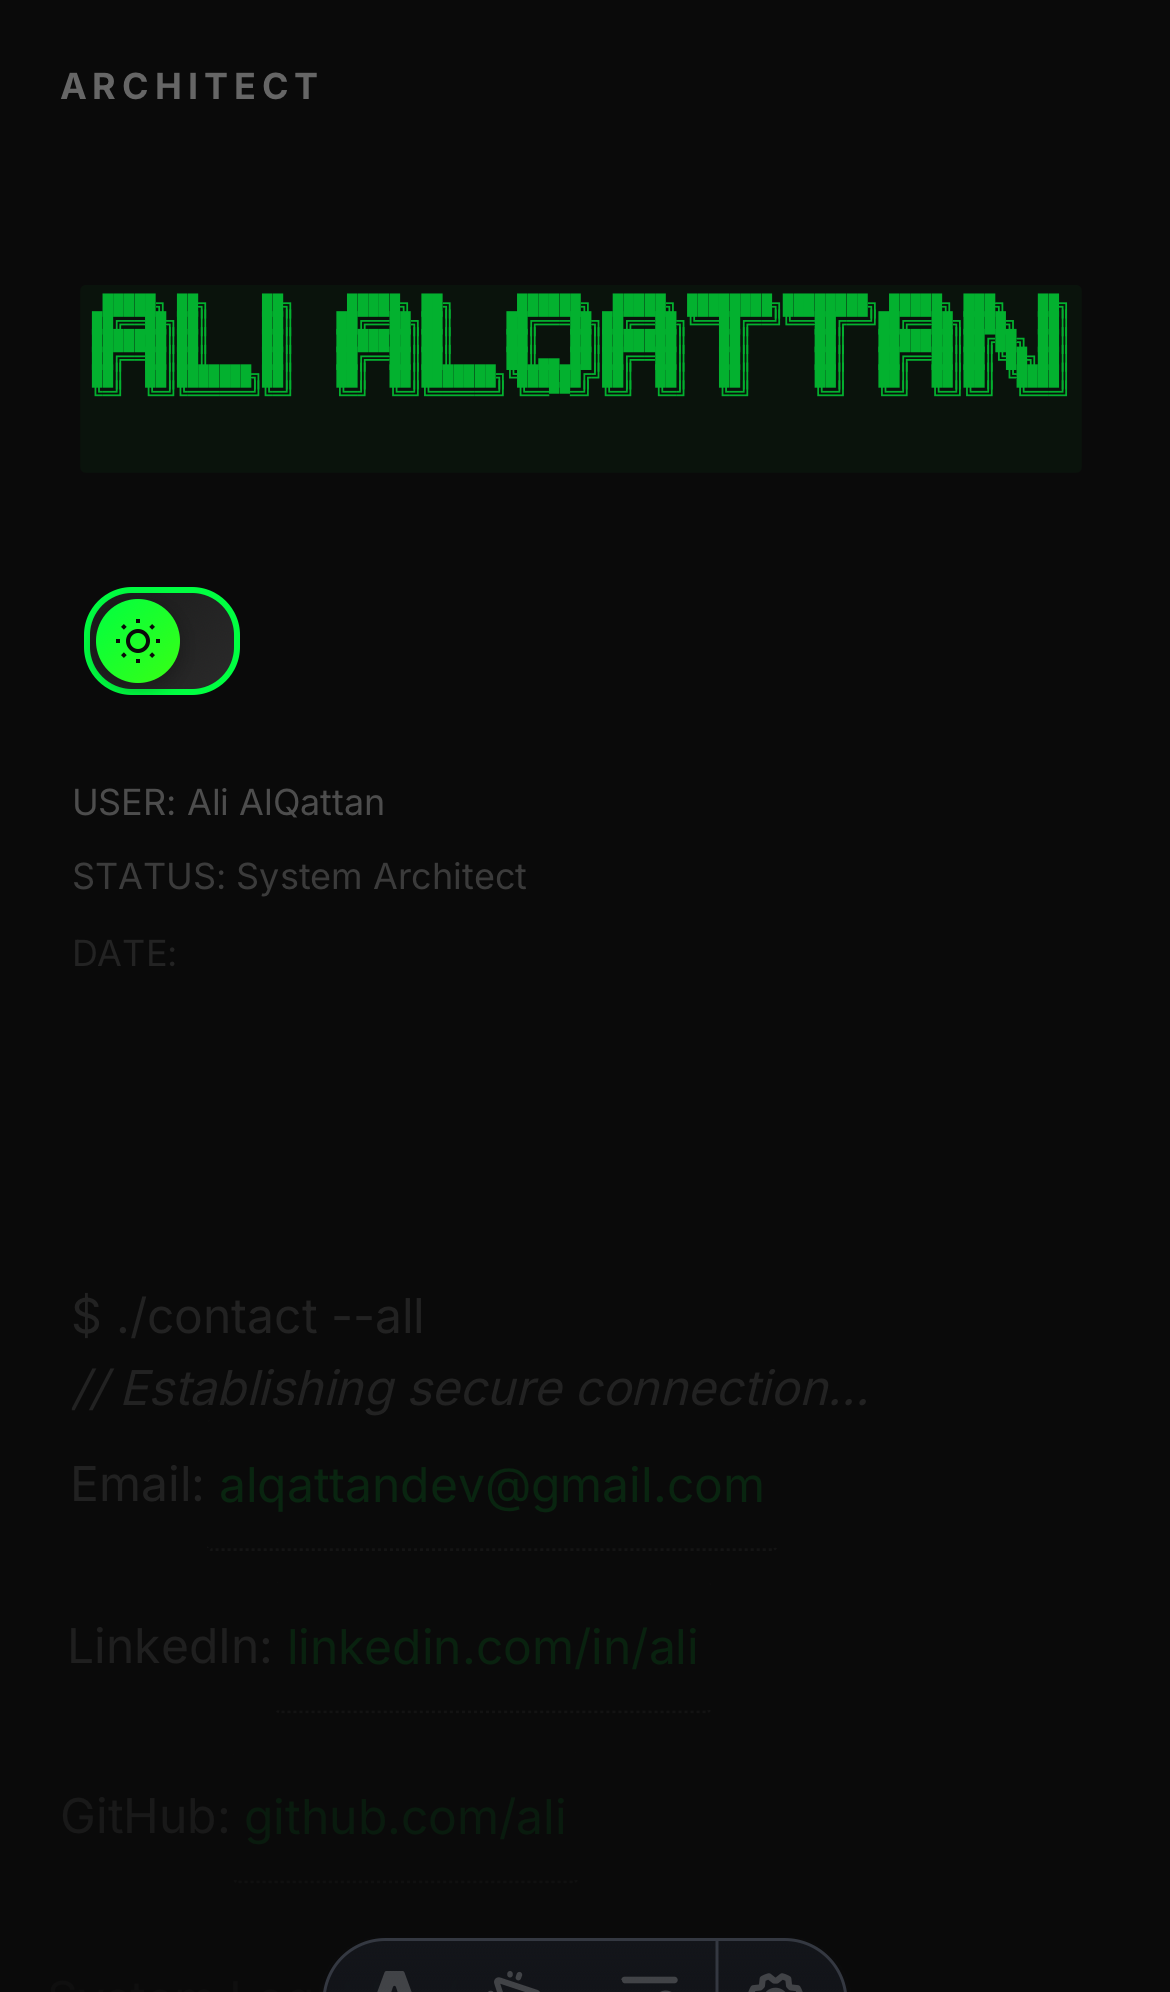 ARCHITECT
ALI ALQATTAN
USER: Ali AlQattan
STATUS: System Architect
DATE:
$ ./contact --all
// Establishing secure connection...
Email: alqattandev@gmail.com
LinkedIn: linkedin.com/in/ali
GitHub: github.com/ali